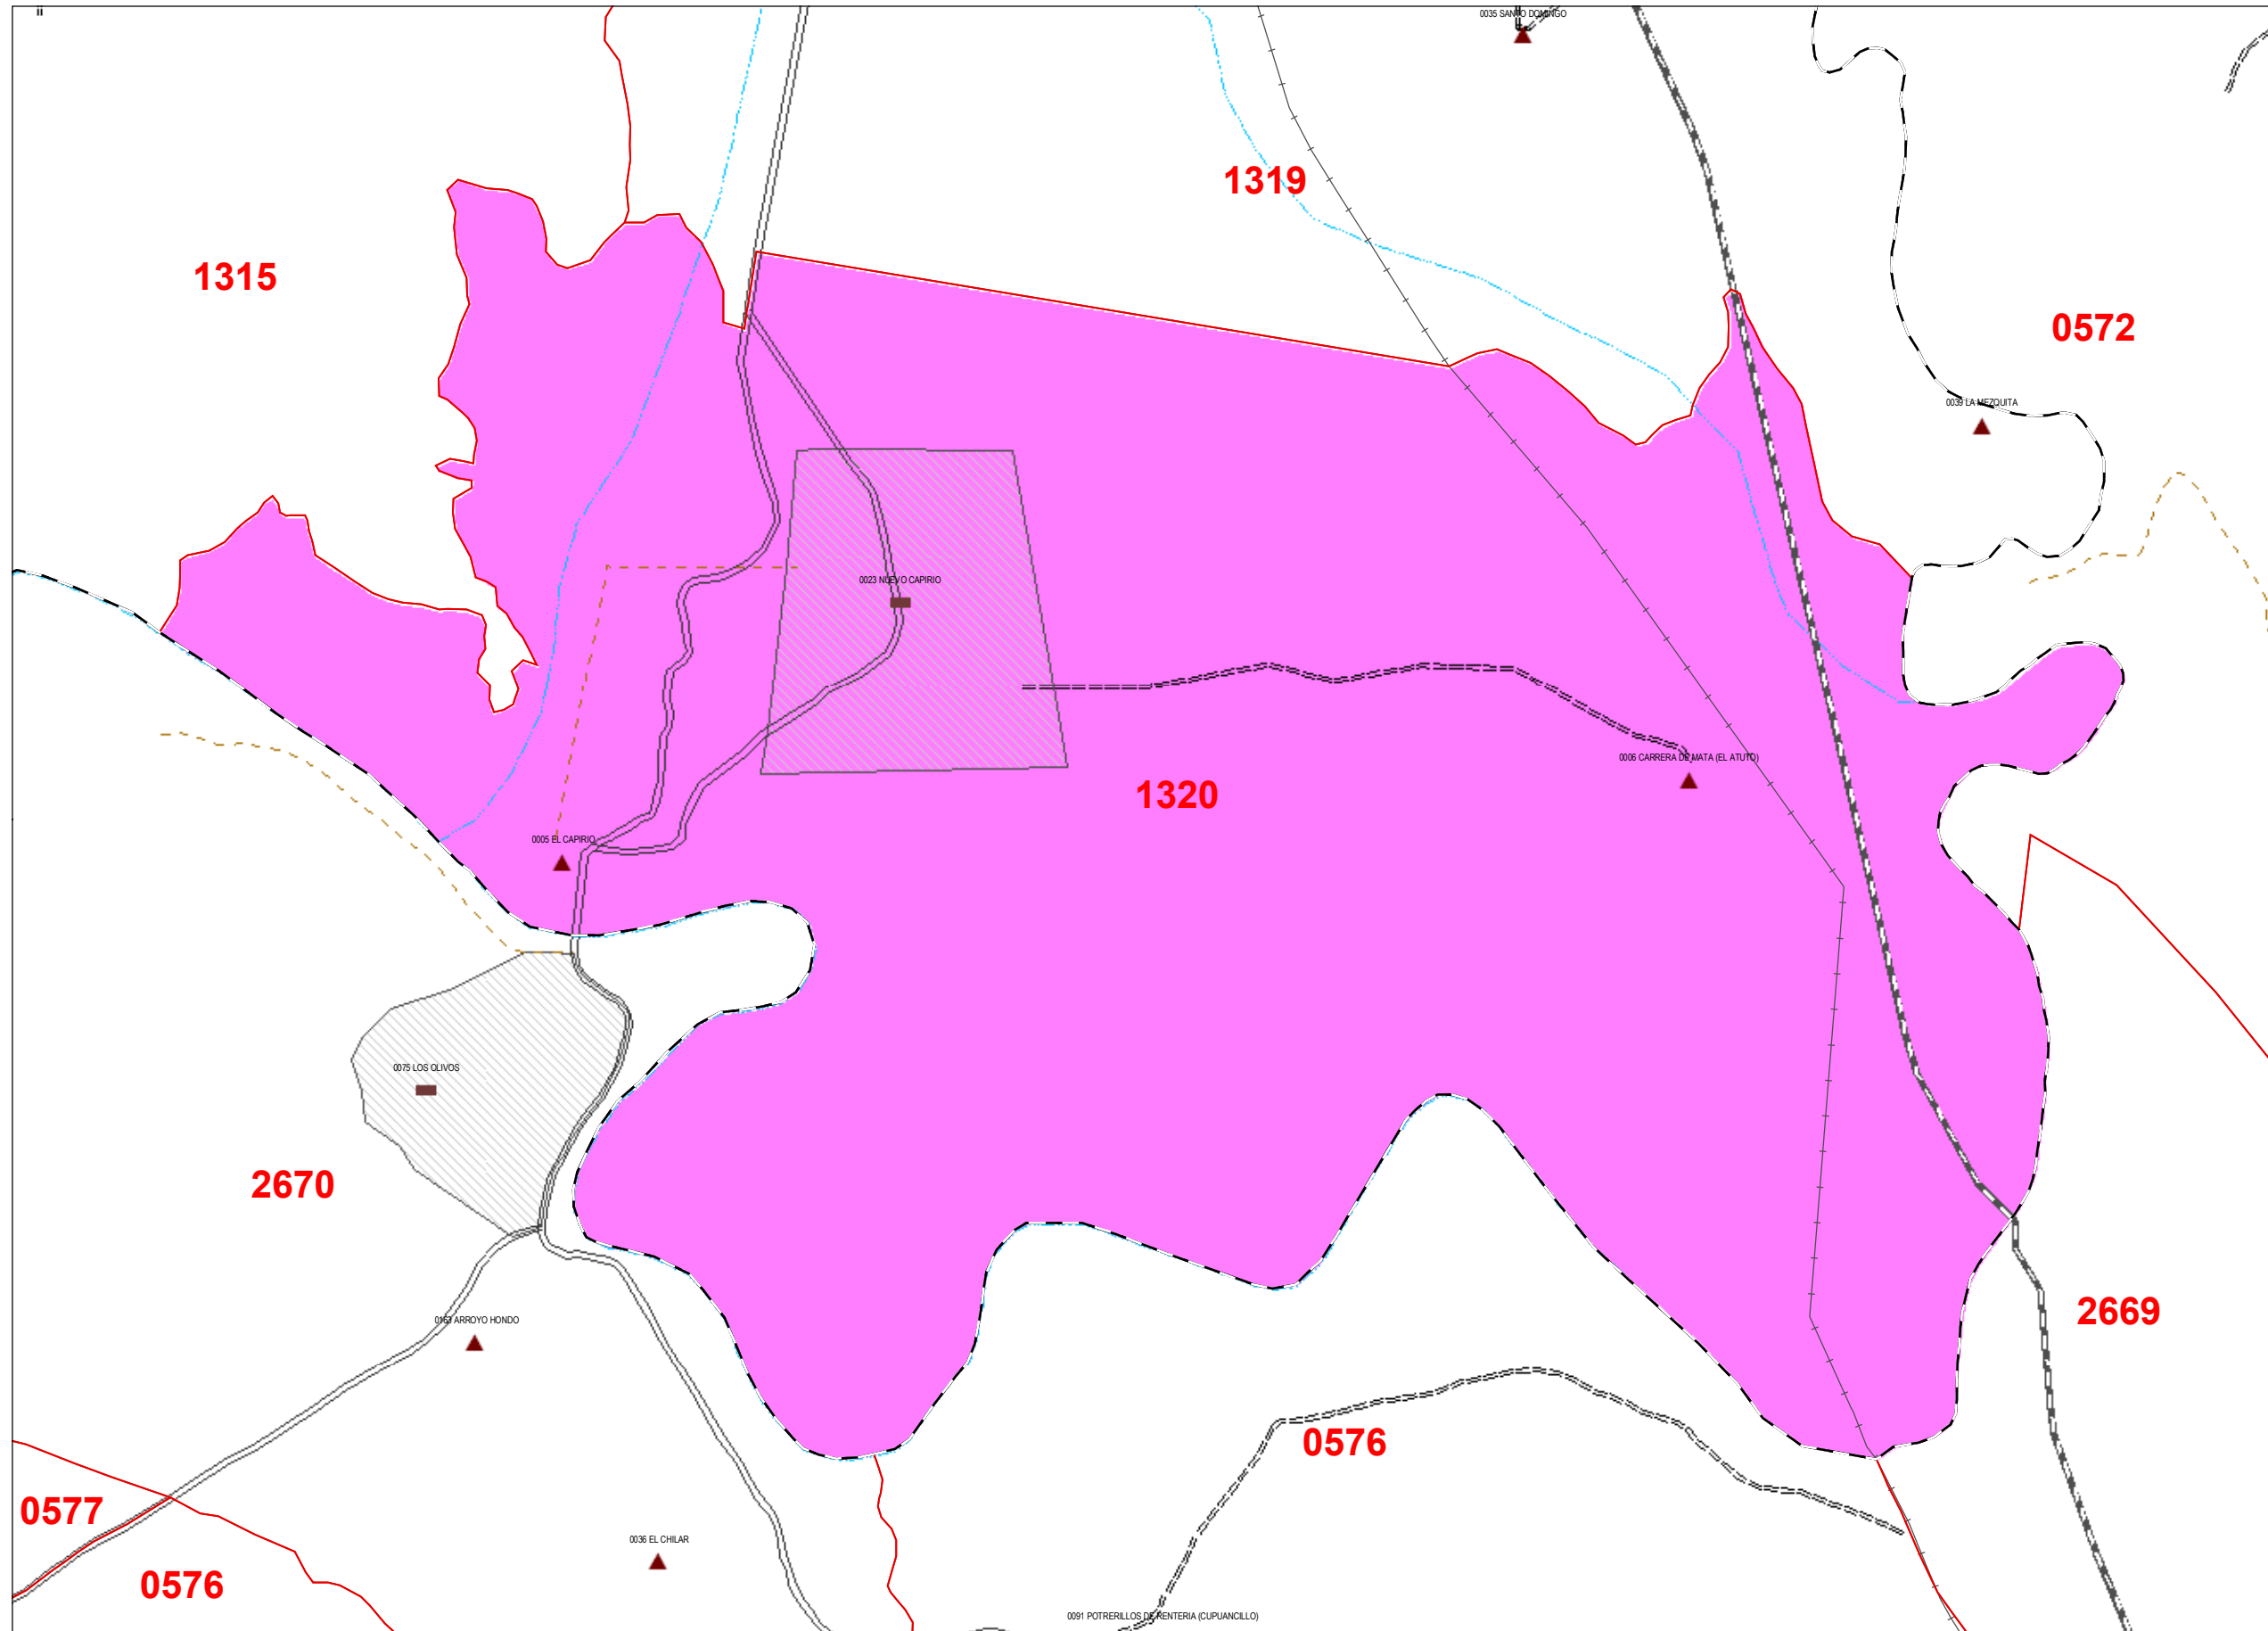 0035 SANTO DOMINGO
1319
1315
0572
0039 LA MEZQUITA
0023 NUEVO CAPIRIO
0006 CARRERA DE MATA (EL ATUTO)
1320
0005 EL CAPIRIO
0075 LOS OLIVOS
2670
2669
0163 ARROYO HONDO
0576
0577
0036 EL CHILAR
0576
0091 POTRERILLOS DE RENTERIA (CUPUANCILLO)